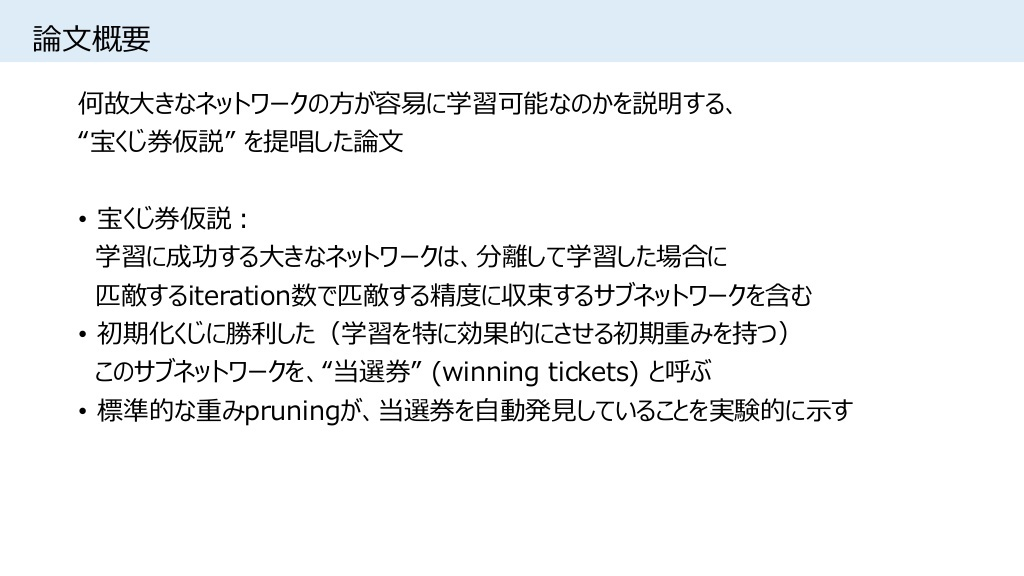 論文概要
何故大きなネットワークの方が容易に学習可能なのかを説明する、
“宝くじ券仮説” を提唱した論文
• 宝くじ券仮説：
学習に成功する大きなネットワークは、分離して学習した場合に
匹敵するiteration数で匹敵する精度に収束するサブネットワークを含む
• 初期化くじに勝利した（学習を特に効果的にさせる初期重みを持つ）
このサブネットワークを、“当選券” (winning tickets) と呼ぶ
• 標準的な重みpruningが、当選券を自動発見していることを実験的に示す